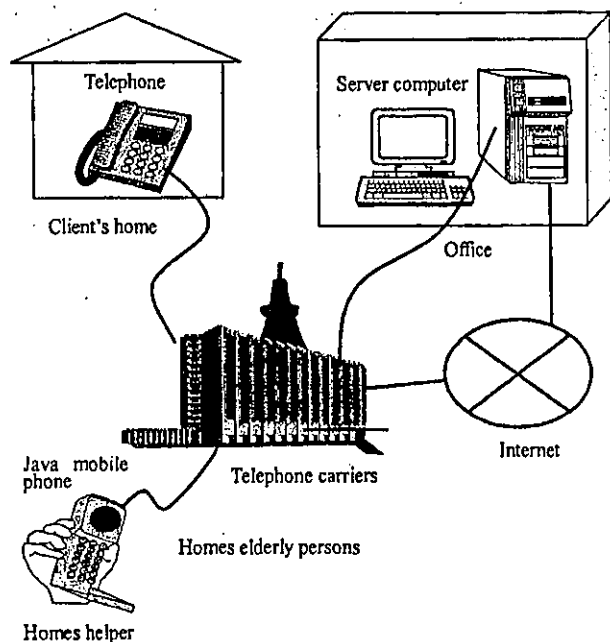 Telephone
Server computer
Client's home
Office
Internet
Java mobile
phone
Telephone carriers
Homes elderly persons
Homes helper